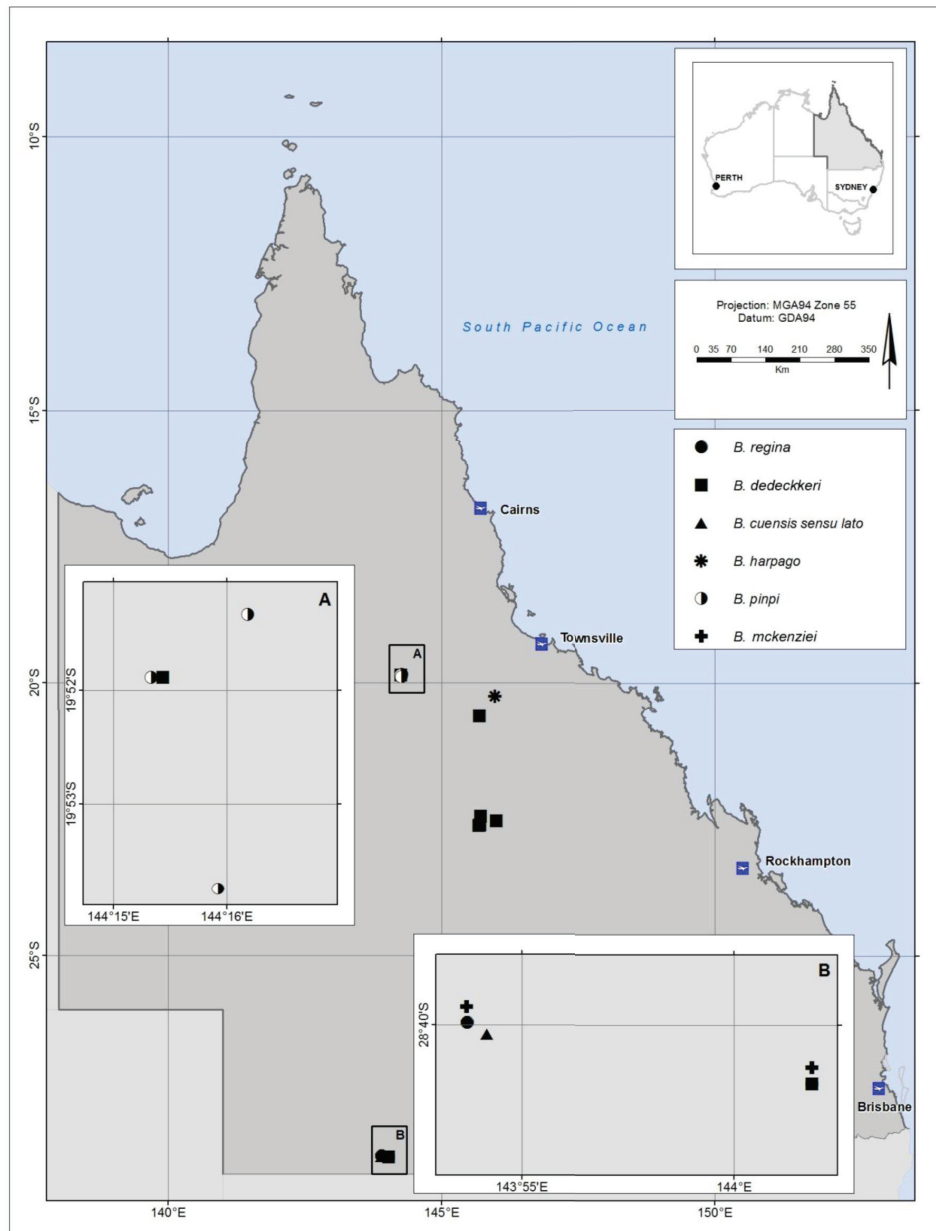 10°S
15°S
20°S
25°S
140°E
145°E
150°E
South Pacific Ocean
PERTH
SYDNEY
Projection: MGA94 Zone 55
Datum: GDA94
0 35 70 140 210 280 350
Km
B. regina
B. dedeckkeri
B. cuensis sensu lato
B. harpago
B. pinpi
B. mckenziei
Cairns
Townsville
Rockhampton
Brisbane
A
B
A
19°52'S
19°53'S
144°15'E
144°16'E
B
28°40'S
143°55'E
144°E